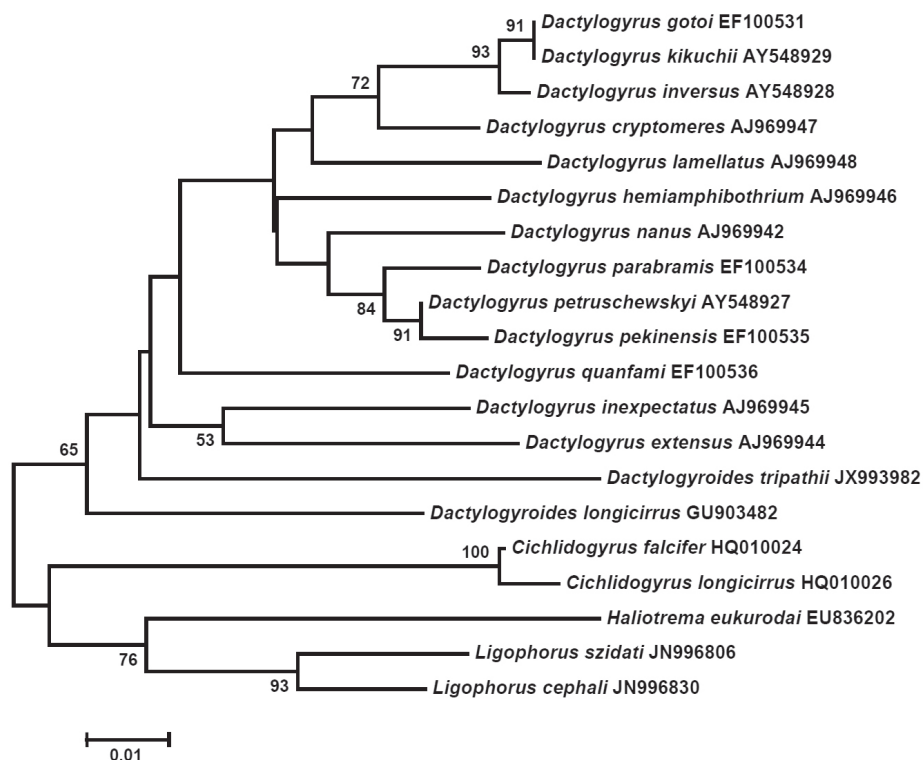 91
Dactylogyrus gotoi EF100531
93
Dactylogyrus kikuchii AY548929
72
Dactylogyrus inversus AY548928
Dactylogyrus cryptomeres AJ969947
Dactylogyrus lamellatus AJ969948
Dactylogyrus hemiamphibothrium AJ969946
Dactylogyrus nanus AJ969942
Dactylogyrus parabramis EF100534
84
Dactylogyrus petruschewskyi AY548927
91
Dactylogyrus pekinensis EF100535
Dactylogyrus quanfami EF100536
Dactylogyrus inexpectatus AJ969945
53
Dactylogyrus extensus AJ969944
65
Dactylogyroides tripathii JX993982
Dactylogyroides longicirrus GU903482
100
Cichlidogyrus falcifer HQ010024
Cichlidogyrus longicirrus HQ010026
Haliotrema eukurodai EU836202
76
Ligophorus szidati JN996806
93
Ligophorus cephali JN996830
0.01